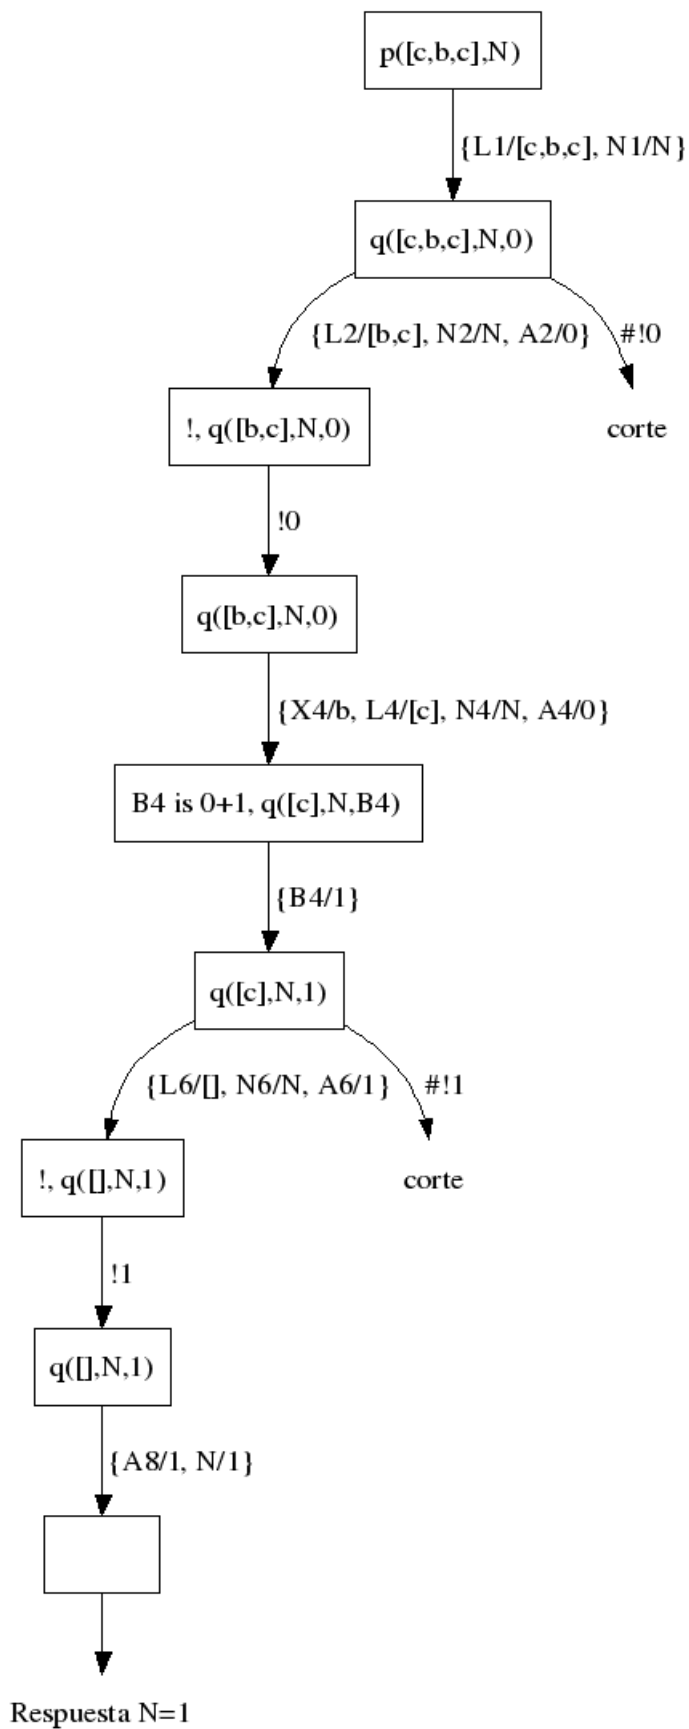 p([c,b,c],N)
{L1/[c,b,c], N1/N}
q([c,b,c],N,0)
{L2/[b,c], N2/N, A2/0}
#!0
!, q([b,c],N,0)
corte
!0
q([b,c],N,0)
{X4/b, L4/[c], N4/N, A4/0}
B4 is 0+1, q([c],N,B4)
{B4/1}
q([c],N,1)
{L6/[], N6/N, A6/1}
#!1
!, q([],N,1)
corte
!1
q([],N,1)
{A8/1, N/1}
Respuesta N=1